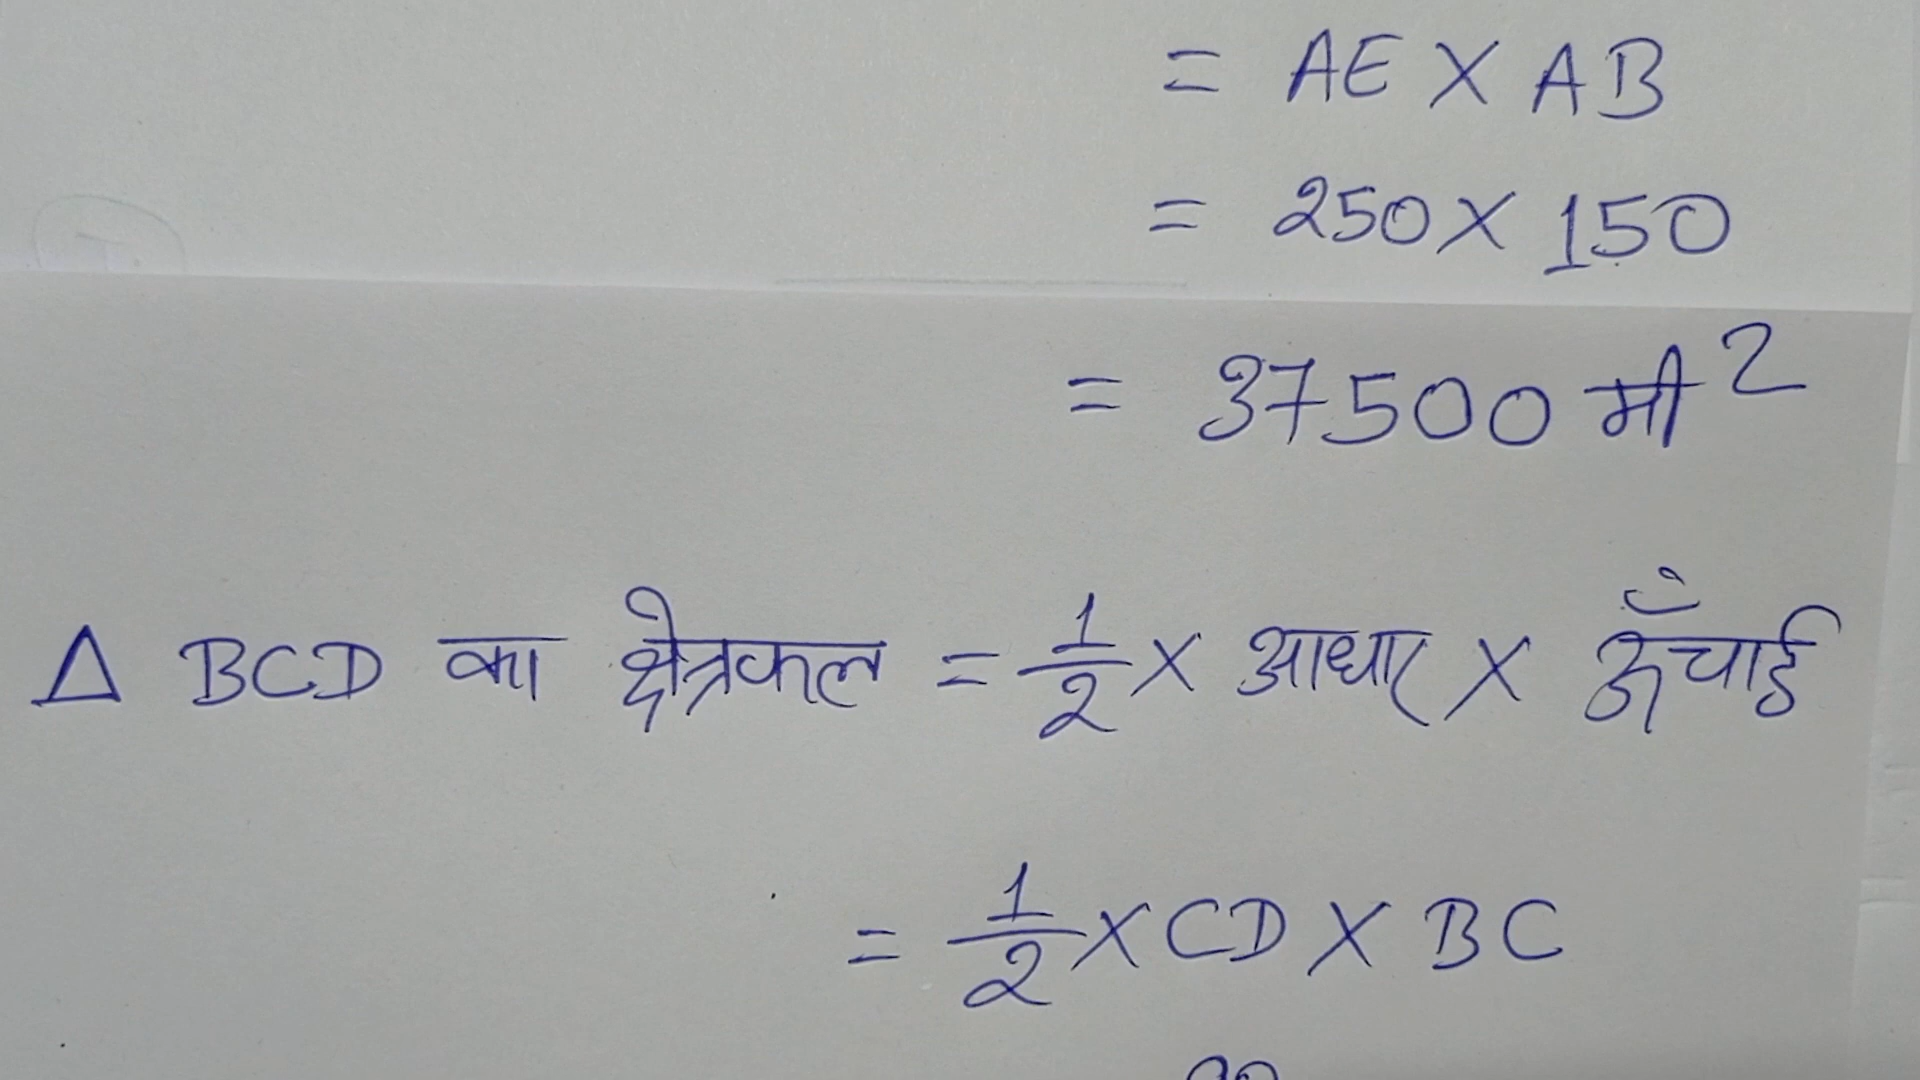 = AE X AB
= 250 X 150
= 37500 मी²
Δ BCD का क्षेत्रफल = 1/2 X आधार X ऊँचाई
= 1/2 X CD X BC